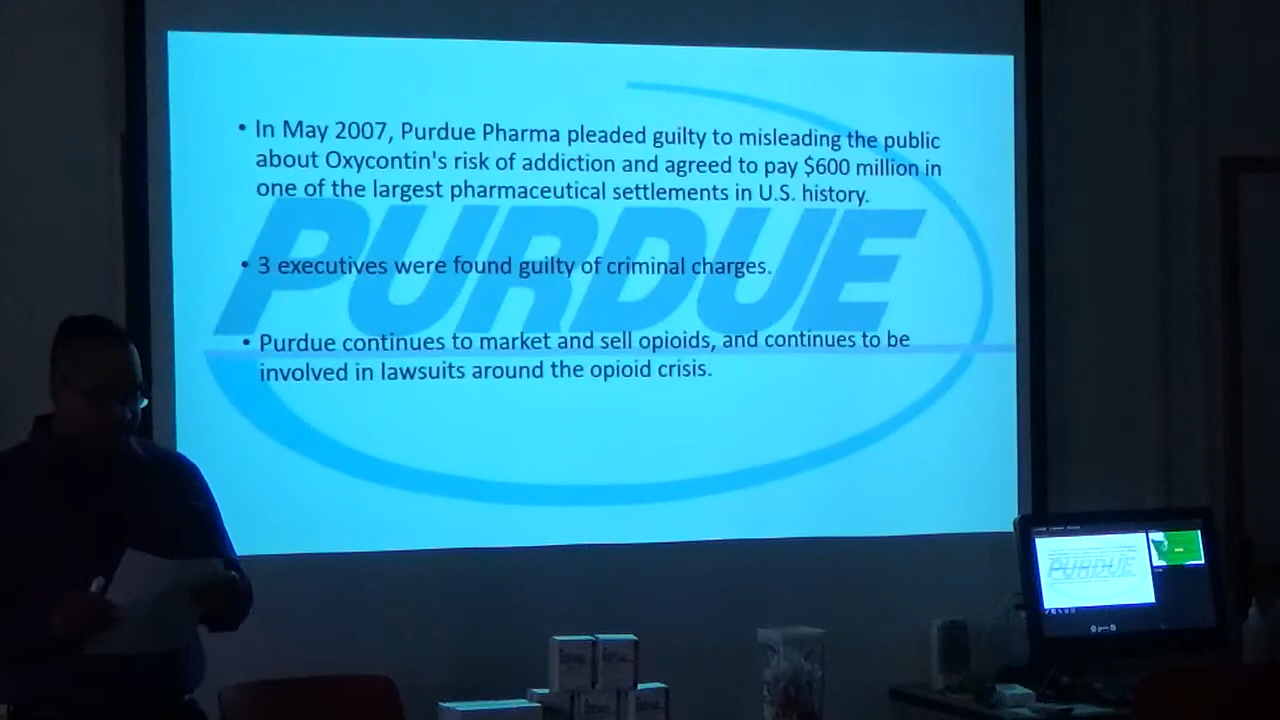 • In May 2007, Purdue Pharma pleaded guilty to misleading the public
about Oxycontin's risk of addiction and agreed to pay $600 million in
one of the largest pharmaceutical settlements in U.S. history.
PURDUE
• 3 executives were found guilty of criminal charges.
• Purdue continues to market and sell opioids, and continues to be
involved in lawsuits around the opioid crisis.
PURDUE